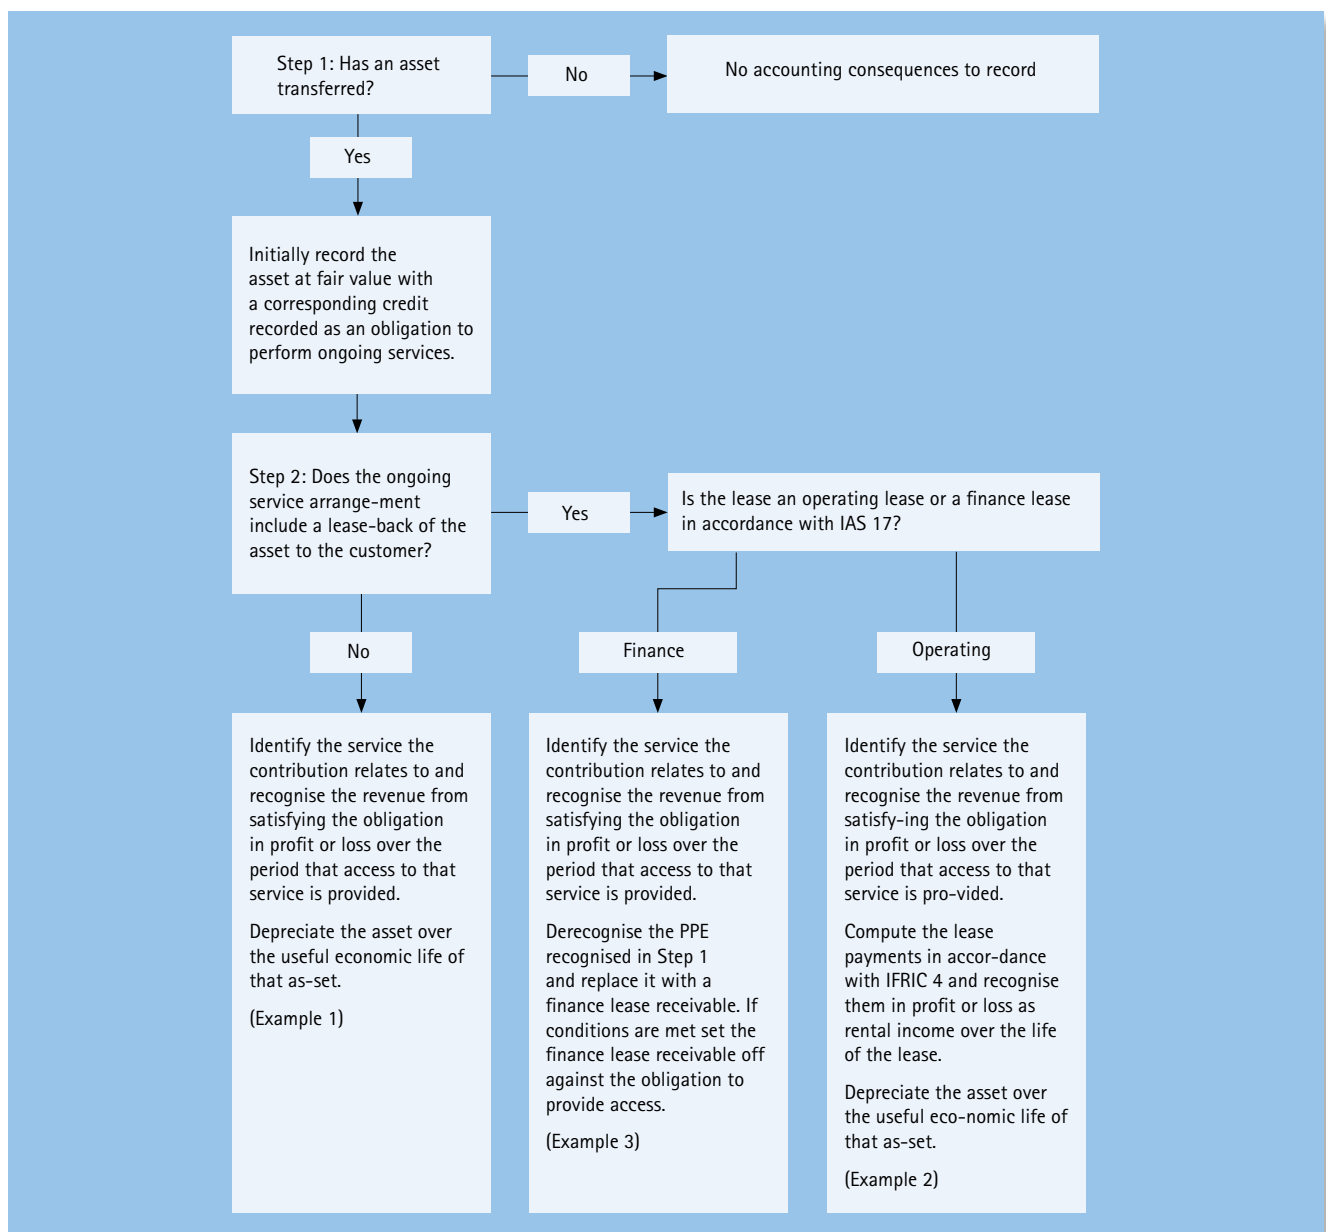 Step 1: Has an asset
transferred?
No
No accounting consequences to record
Yes
Initially record the
asset at fair value with
a corresponding credit
recorded as an obligation to
perform ongoing services.
Step 2: Does the ongoing
service arrange-ment
include a lease-back of the
asset to the customer?
Yes
Is the lease an operating lease or a finance lease
in accordance with IAS 17?
No
Finance
Operating
Identify the service the
contribution relates to and
recognise the revenue from
satisfying the obligation
in profit or loss over the
period that access to that
service is provided.
Depreciate the asset over
the useful economic life of
that as-set.
(Example 1)
Identify the service the
contribution relates to and
recognise the revenue from
satisfying the obligation
in profit or loss over the
period that access to that
service is provided.
Derecognise the PPE
recognised in Step 1
and replace it with a
finance lease receivable. If
conditions are met set the
finance lease receivable off
against the obligation to
provide access.
(Example 3)
Identify the service the
contribution relates to and
recognise the revenue from
satisfy-ing the obligation
in profit or loss over the
period that access to that
service is pro-vided.
Compute the lease
payments in accor-dance
with IFRIC 4 and recognise
them in profit or loss as
rental income over the life
of the lease.
Depreciate the asset over
the useful eco-nomic life of
that as-set.
(Example 2)